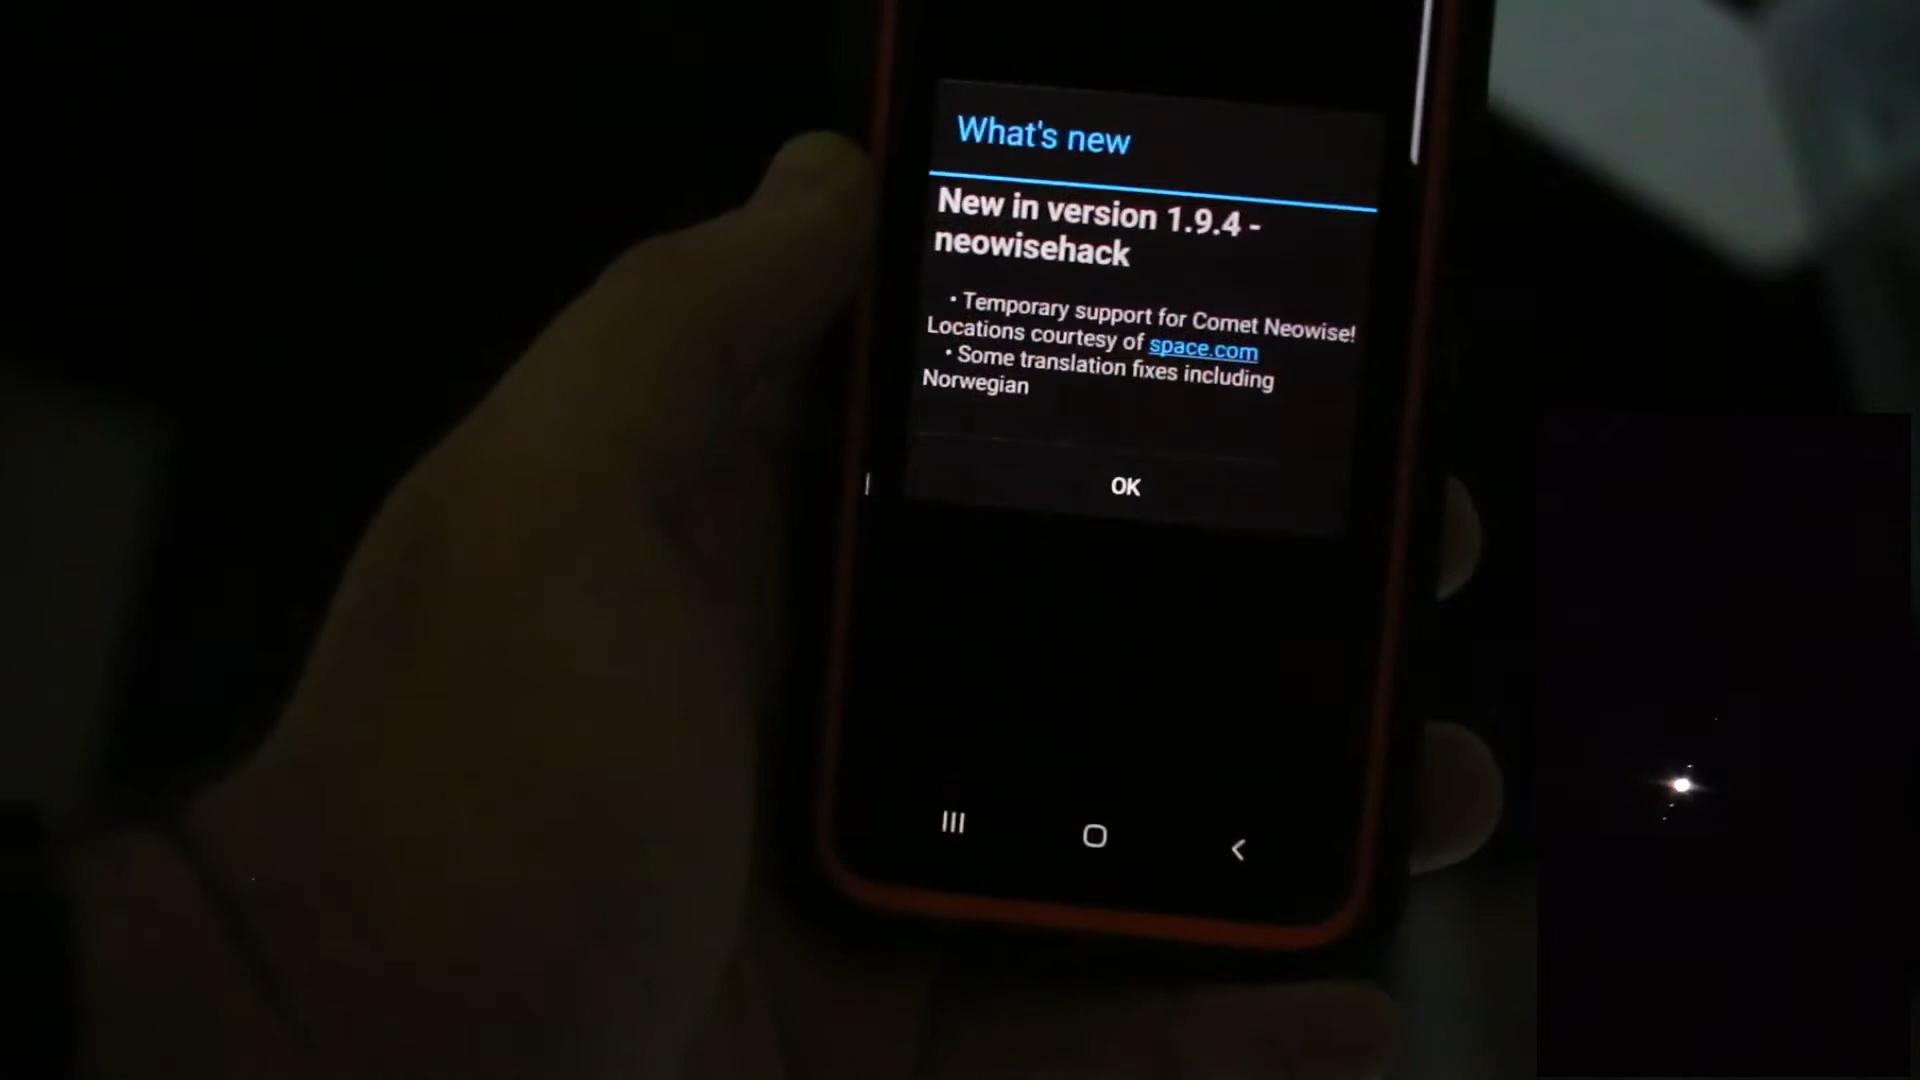 What's new
New in version 1.9.4 -
neowisehack
• Temporary support for Comet Neowise!
Locations courtesy of space.com
• Some translation fixes including
Norwegian
OK